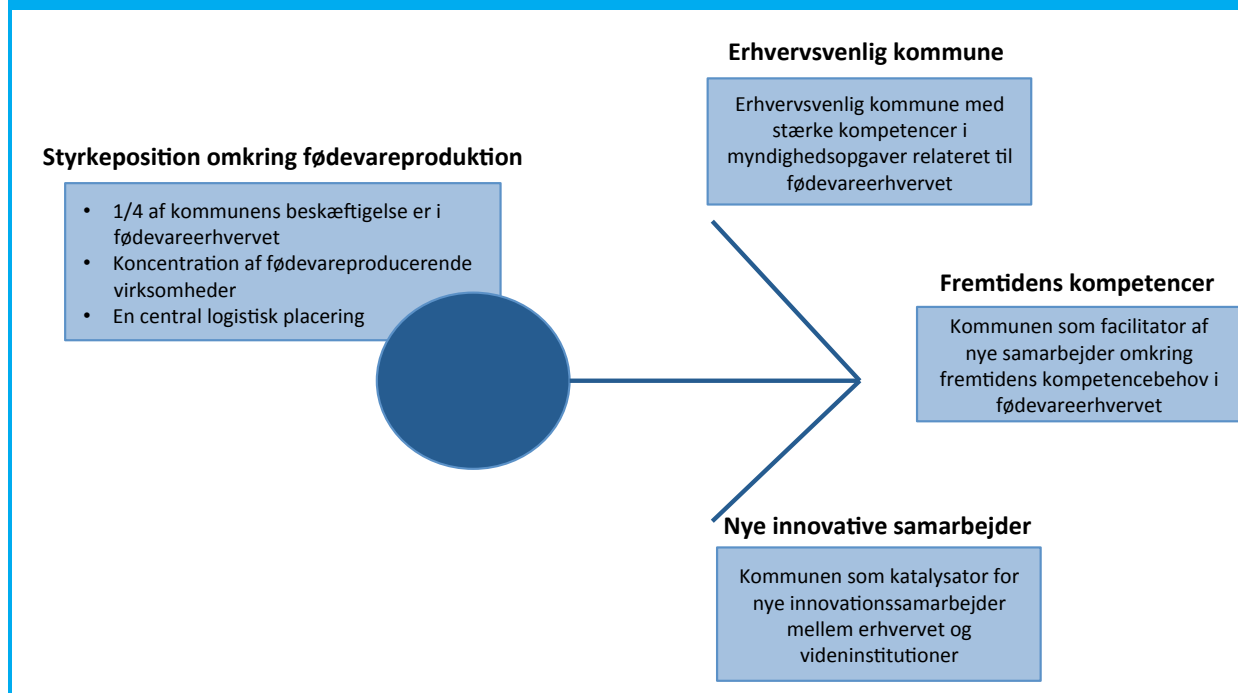 Styrkeposition omkring fødevareproduktion
• 1/4 af kommunens beskæftigelse er i
fødevareerhvervet
• Koncentration af fødevareproducerende
virksomheder
• En central logistisk placering
Erhvervsvenlig kommune
Erhvervsvenlig kommune med
stærke kompetencer i
myndighedsopgaver relateret til
fødevareerhvervet
Fremtidens kompetencer
Kommunen som facilitator af
nye samarbejder omkring
fremtidens kompetencebehov i
fødevareerhvervet
Nye innovative samarbejder
Kommunen som katalysator for
nye innovationssamarbejder
mellem erhvervet og
videninstitutioner